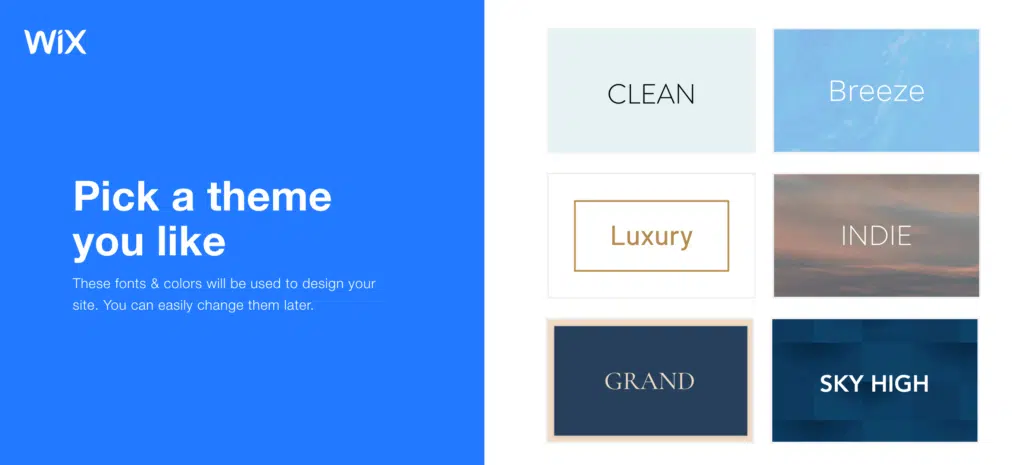 WiX
Pick a theme
you like
These fonts & colors will be used to design your
site. You can easily change them later.
CLEAN
Breeze
Luxury
INDIE
GRAND
SKY HIGH